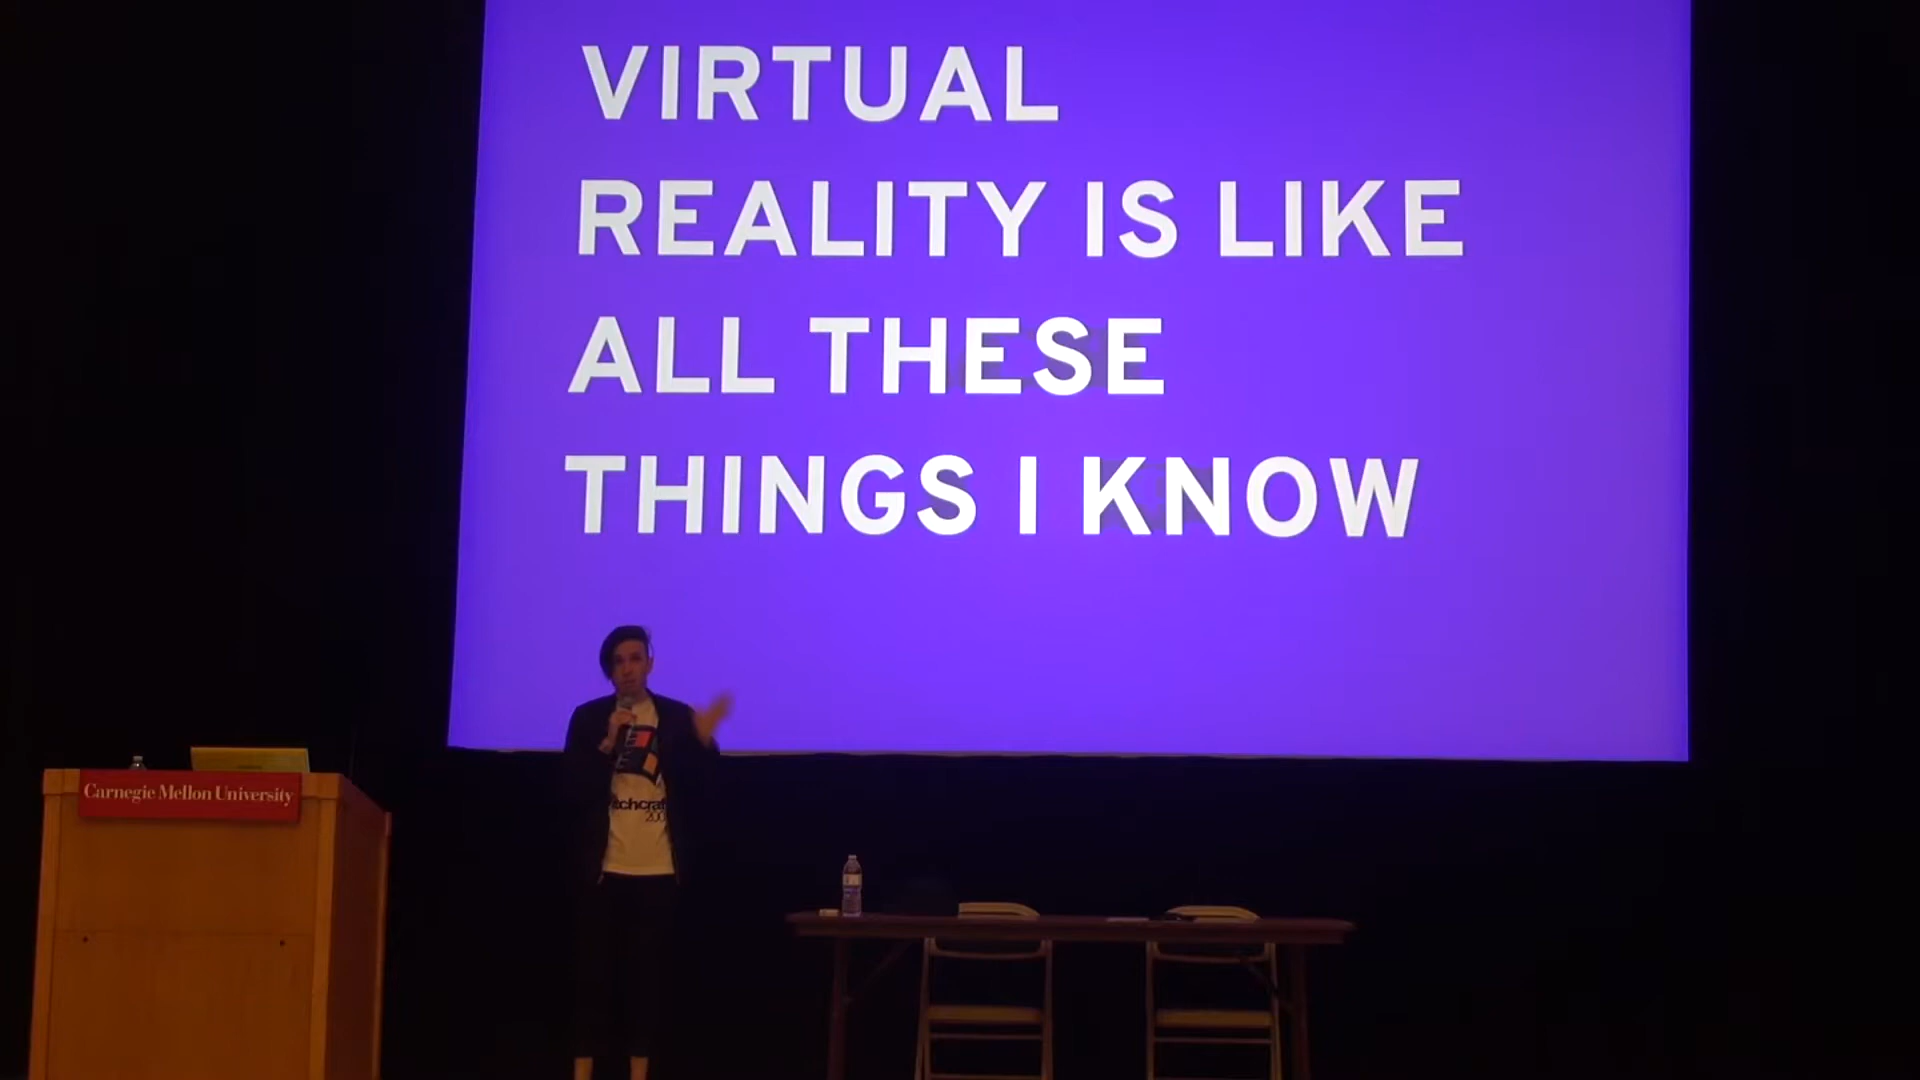 VIRTUAL
REALITY IS LIKE
ALL THESE
THINGS I KNOW
Carnegie Mellon University